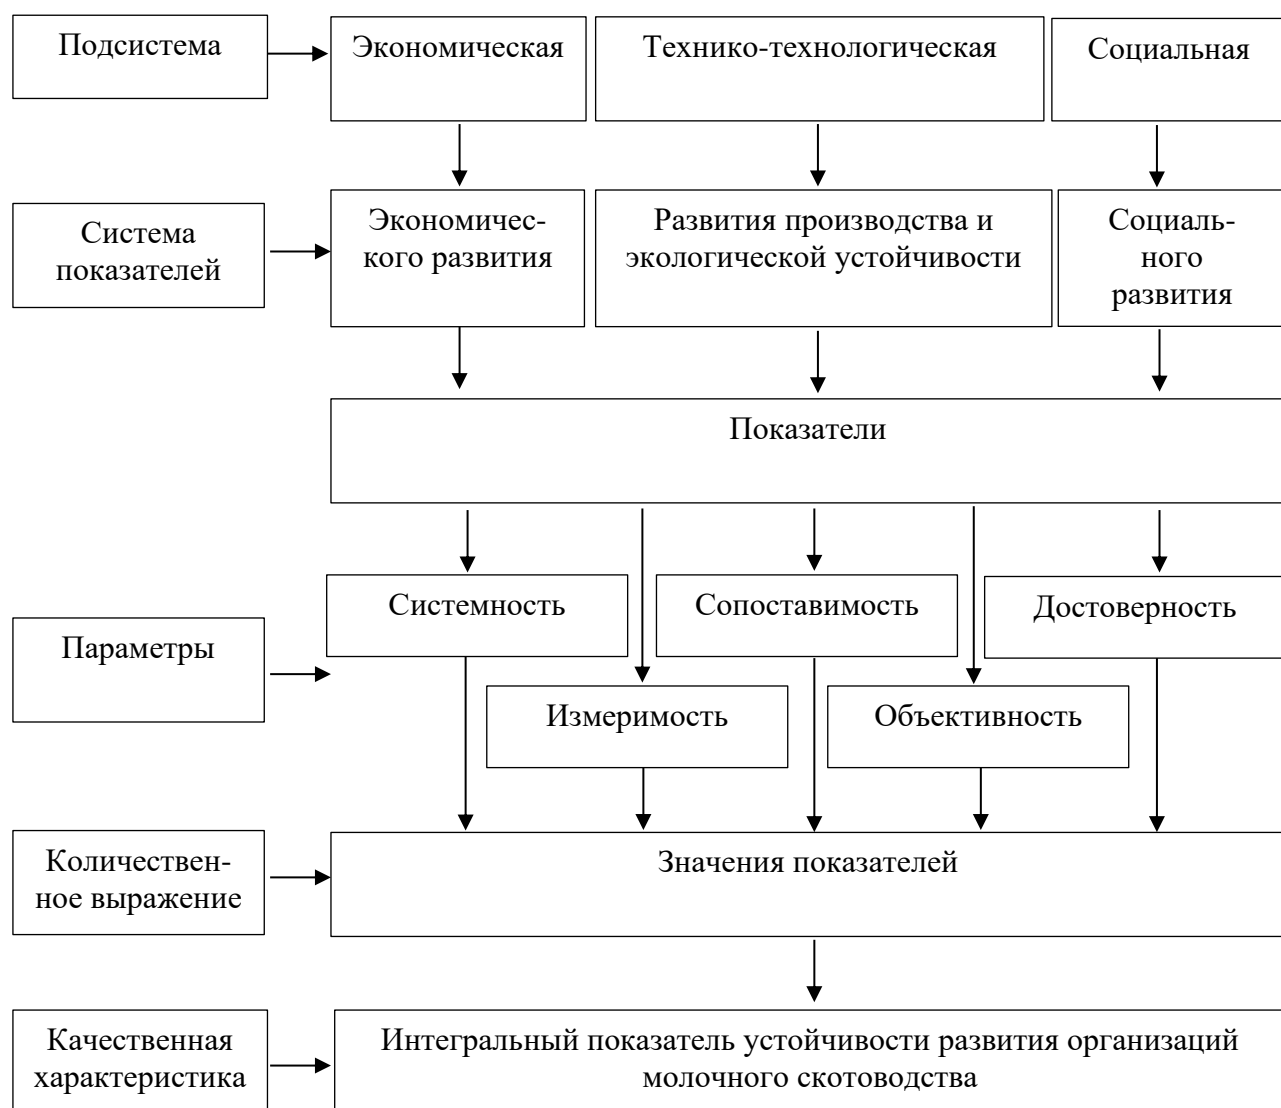 Подсистема
Экономическая
Технико-технологическая
Социальная
Система
показателей
Экономичес-
кого развития
Развития производства и
экологической устойчивости
Социаль-
ного
развития
Показатели
Параметры
Системность
Сопоставимость
Достоверность
Измеримость
Объективность
Количествен-
ное выражение
Значения показателей
Качественная
характеристика
Интегральный показатель устойчивости развития организаций
молочного скотоводства